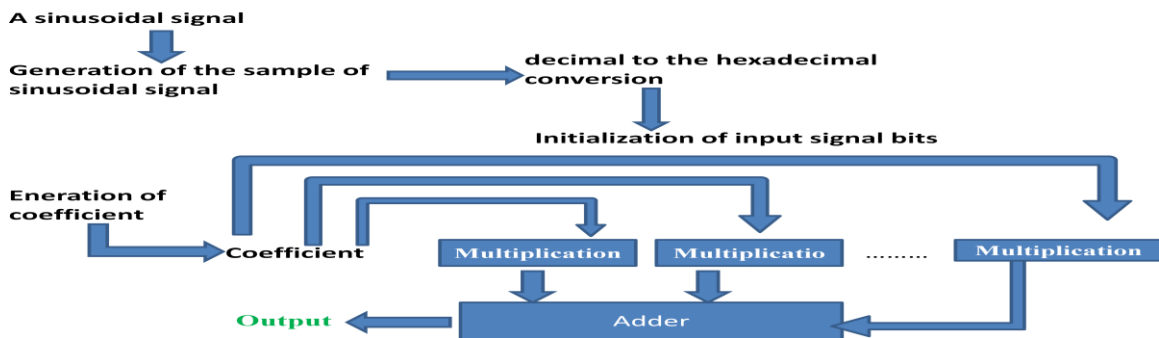 A sinusoidal signal
Generation of the sample of
sinusoidal signal
decimal to the hexadecimal
conversion
Initialization of input signal bits
Eneration of
coefficient
Coefficient
Multiplication
Multiplicatio
.........
Multiplication
Output
Adder